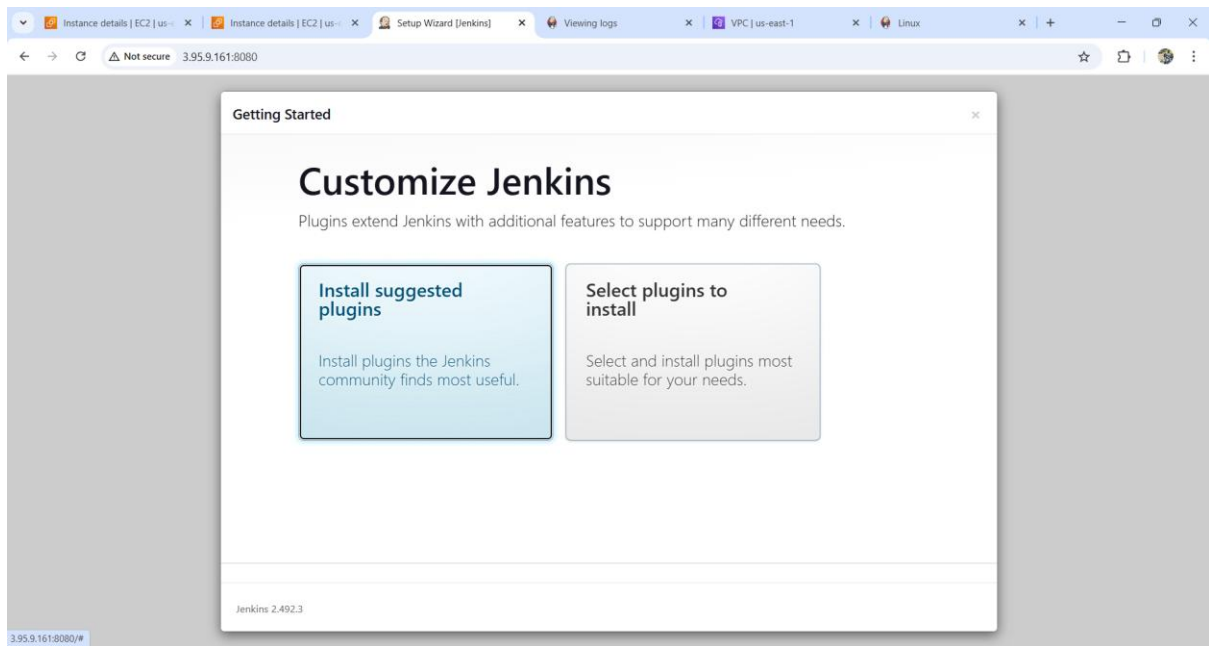 Instance details | EC2 | us-e
Instance details | EC2 | us-e
Setup Wizard [Jenkins]
Viewing logs
VPC | us-east-1
Linux
Not secure 3.95.9.161:8080
Getting Started
Customize Jenkins
Plugins extend Jenkins with additional features to support many different needs.
Install suggested
plugins
Install plugins the Jenkins
community finds most useful.
Select plugins to
install
Select and install plugins most
suitable for your needs.
Jenkins 2.492.3
3.95.9.161:8080/#